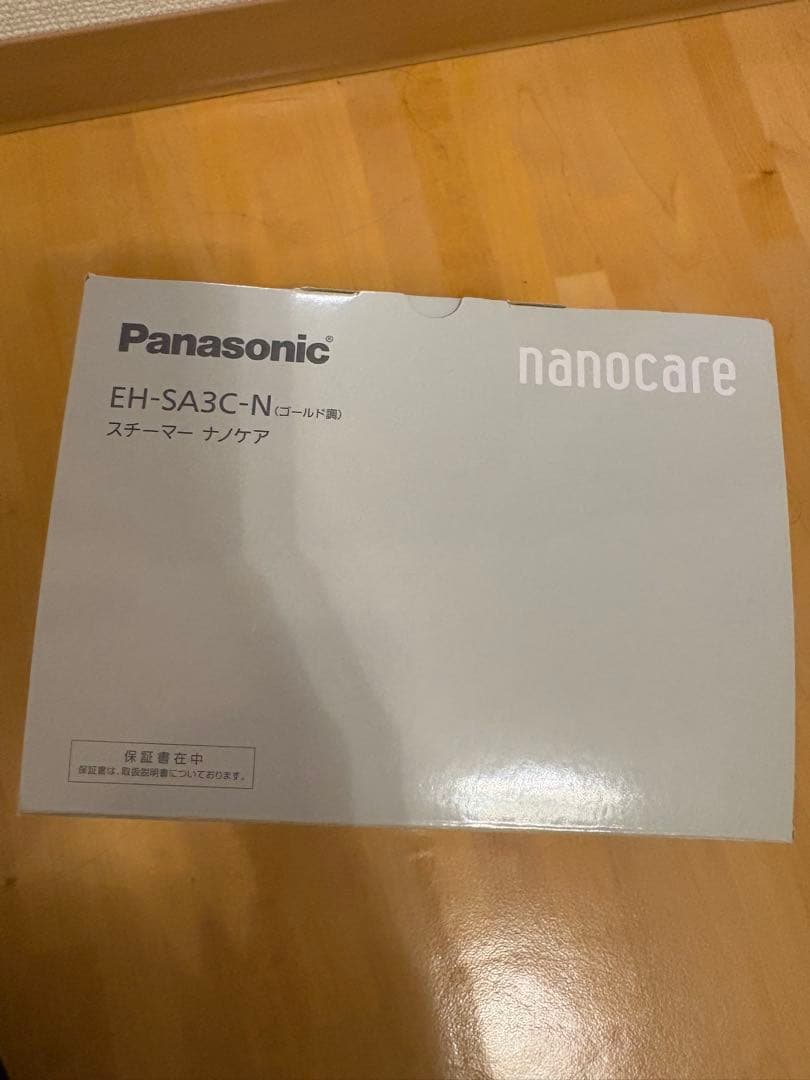 Panasonic®
nanocare
EH-SA3C-N(ゴールド調)
スチーマー ナノケア
保証書在中
保証書は、取扱説明書についております。